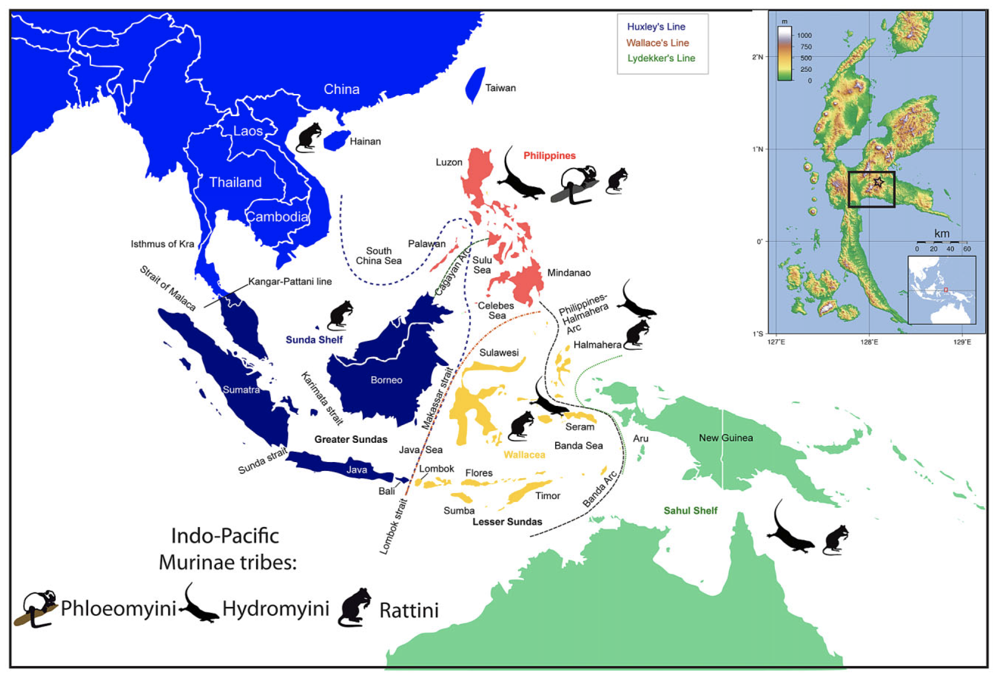 Huxley's Line
Wallace's Line
Lydekker's Line
China
Taiwan
Laos
Hainan
Luzon
Philippines
Thailand
Cambodia
Isthmus of Kra
Palawan
South
China Sea
Cagayan Arc
Sulu
Sea
Mindanao
Strait of Malaca
Kangar-Pattani line
Celebes
Sea
Philippines-
Halmahera
Arc
Sunda Shelf
Halmahera
Sulawesi
Sumatra
Borneo
Karimata strait
Makassar strait
Seram
Greater Sundas
Java Sea
Wallacea
Banda Sea
Aru
New Guinea
Sunda strait
Java
Bali
Lombok
Flores
Timor
Banda Arc
Sumba
Lesser Sundas
Sahul Shelf
Lombok strait
Indo-Pacific
Murinae tribes:
Phloeomyini
Hydromyini
Rattini
m
1000
750
500
250
0
2°N
1°N
0°
1°S
127°E
128°E
129°E
km
0 20 40 60